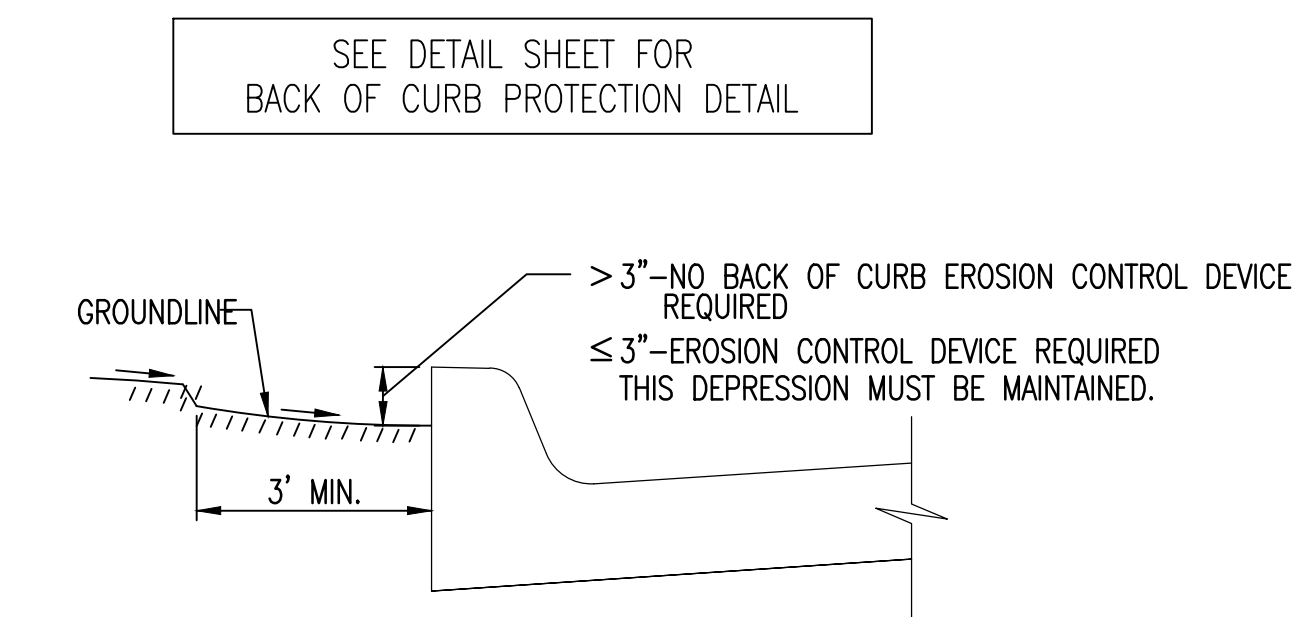 SEE DETAIL SHEET FOR
BACK OF CURB PROTECTION DETAIL
> 3"-NO BACK OF CURB EROSION CONTROL DEVICE
REQUIRED
GROUNDLINE
≤ 3"-EROSION CONTROL DEVICE REQUIRED
THIS DEPRESSION MUST BE MAINTAINED.
3' MIN.